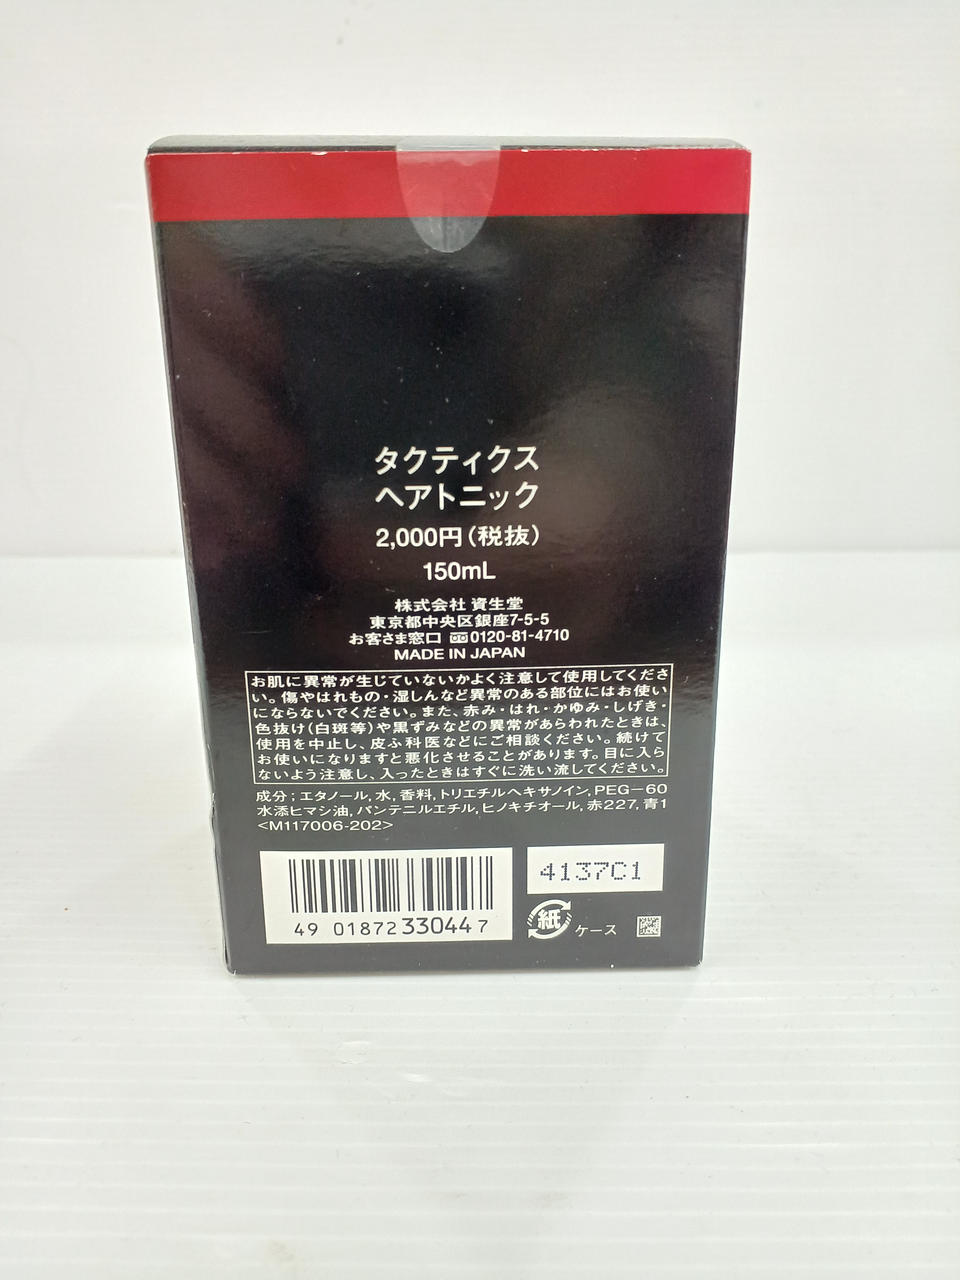 タクティクス
ヘアトニック
2,000円(税抜)
150mL
株式会社 資生堂
東京都中央区銀座7-5-5
お客さま窓口 0120-81-4710
MADE IN JAPAN
お肌に異常が生じていないかよく注意して使用してくださ
い。傷やはれもの・湿しんなど異常のある部位にはお使い
にならないでください。また、赤み・はれ・かゆみ・しげき・
色抜け(白斑等)や黒ずみなどの異常があらわれたときは、
使用を中止し、皮ふ科医などにご相談ください。続けて
お使いになりますと悪化させることがあります。目に入ら
ないよう注意し、入ったときはすぐに洗い流してください。
成分；エタノール,水,香料,トリエチルヘキサノイン,PEG-60
水添ヒマシ油,パンテニルエチル,ヒノキチオール,赤227,青1
<M117006-202>
4137C1
4901872330447
紙
ケース